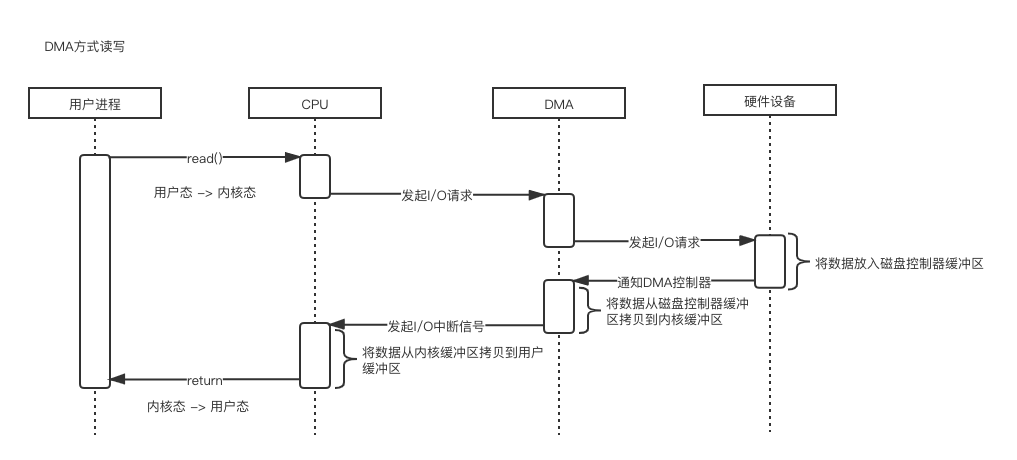 DMA方式读写
用户进程
CPU
DMA
硬件设备
read()
用户态 -> 内核态
发起I/O请求
发起I/O请求
将数据放入磁盘控制器缓冲区
通知DMA控制器
将数据从磁盘控制器缓冲
区拷贝到内核缓冲区
发起I/O中断信号
将数据从内核缓冲区拷贝到用户
缓冲区
return
内核态 -> 用户态